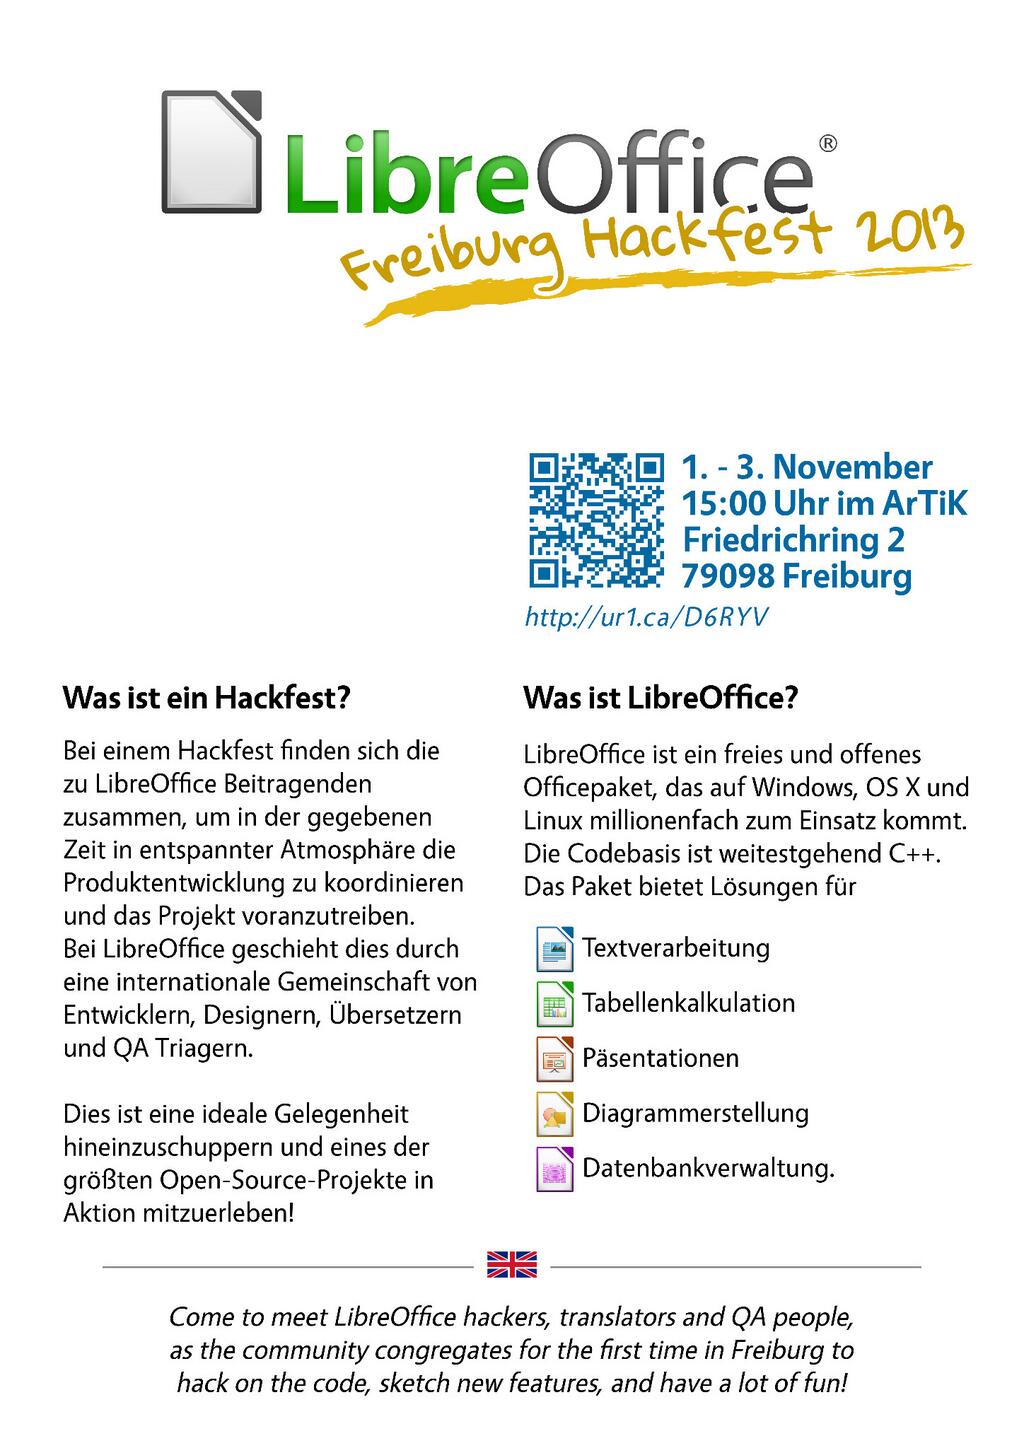 LibreOffice®
Freiburg Hackfest 2013
1. - 3. November
15:00 Uhr im ArTiK
Friedrichring 2
79098 Freiburg
http://ur1.ca/D6RYV
Was ist ein Hackfest?
Bei einem Hackfest finden sich die
zu LibreOffice Beitragenden
zusammen, um in der gegebenen
Zeit in entspannter Atmosphäre die
Produktentwicklung zu koordinieren
und das Projekt voranzutreiben.
Bei LibreOffice geschieht dies durch
eine internationale Gemeinschaft von
Entwicklern, Designern, Übersetzern
und QA Triagern.
Dies ist eine ideale Gelegenheit
hineinzuschuppern und eines der
größten Open-Source-Projekte in
Aktion mitzuerleben!
Was ist LibreOffice?
LibreOffice ist ein freies und offenes
Officepaket, das auf Windows, OS X und
Linux millionenfach zum Einsatz kommt.
Die Codebasis ist weitestgehend C++.
Das Paket bietet Lösungen für
Textverarbeitung
Tabellenkalkulation
Päsentationen
Diagrammerstellung
Datenbankverwaltung.
Come to meet LibreOffice hackers, translators and QA people,
as the community congregates for the first time in Freiburg to
hack on the code, sketch new features, and have a lot of fun!